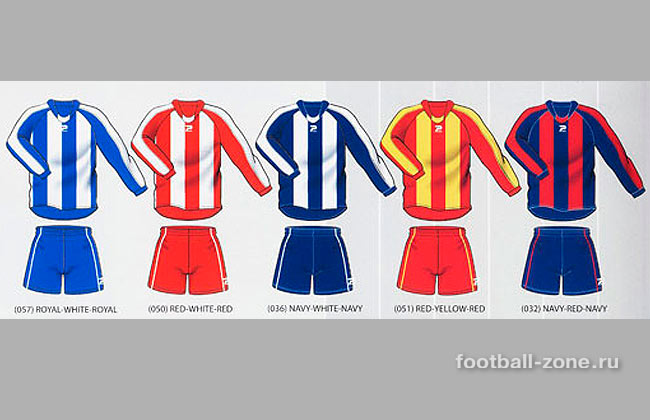 (057) ROYAL-WHITE-ROYAL
(050) RED-WHITE-RED
(036) NAVY-WHITE-NAVY
(051) RED-YELLOW-RED
(032) NAVY-RED-NAVY
football-zone.ru